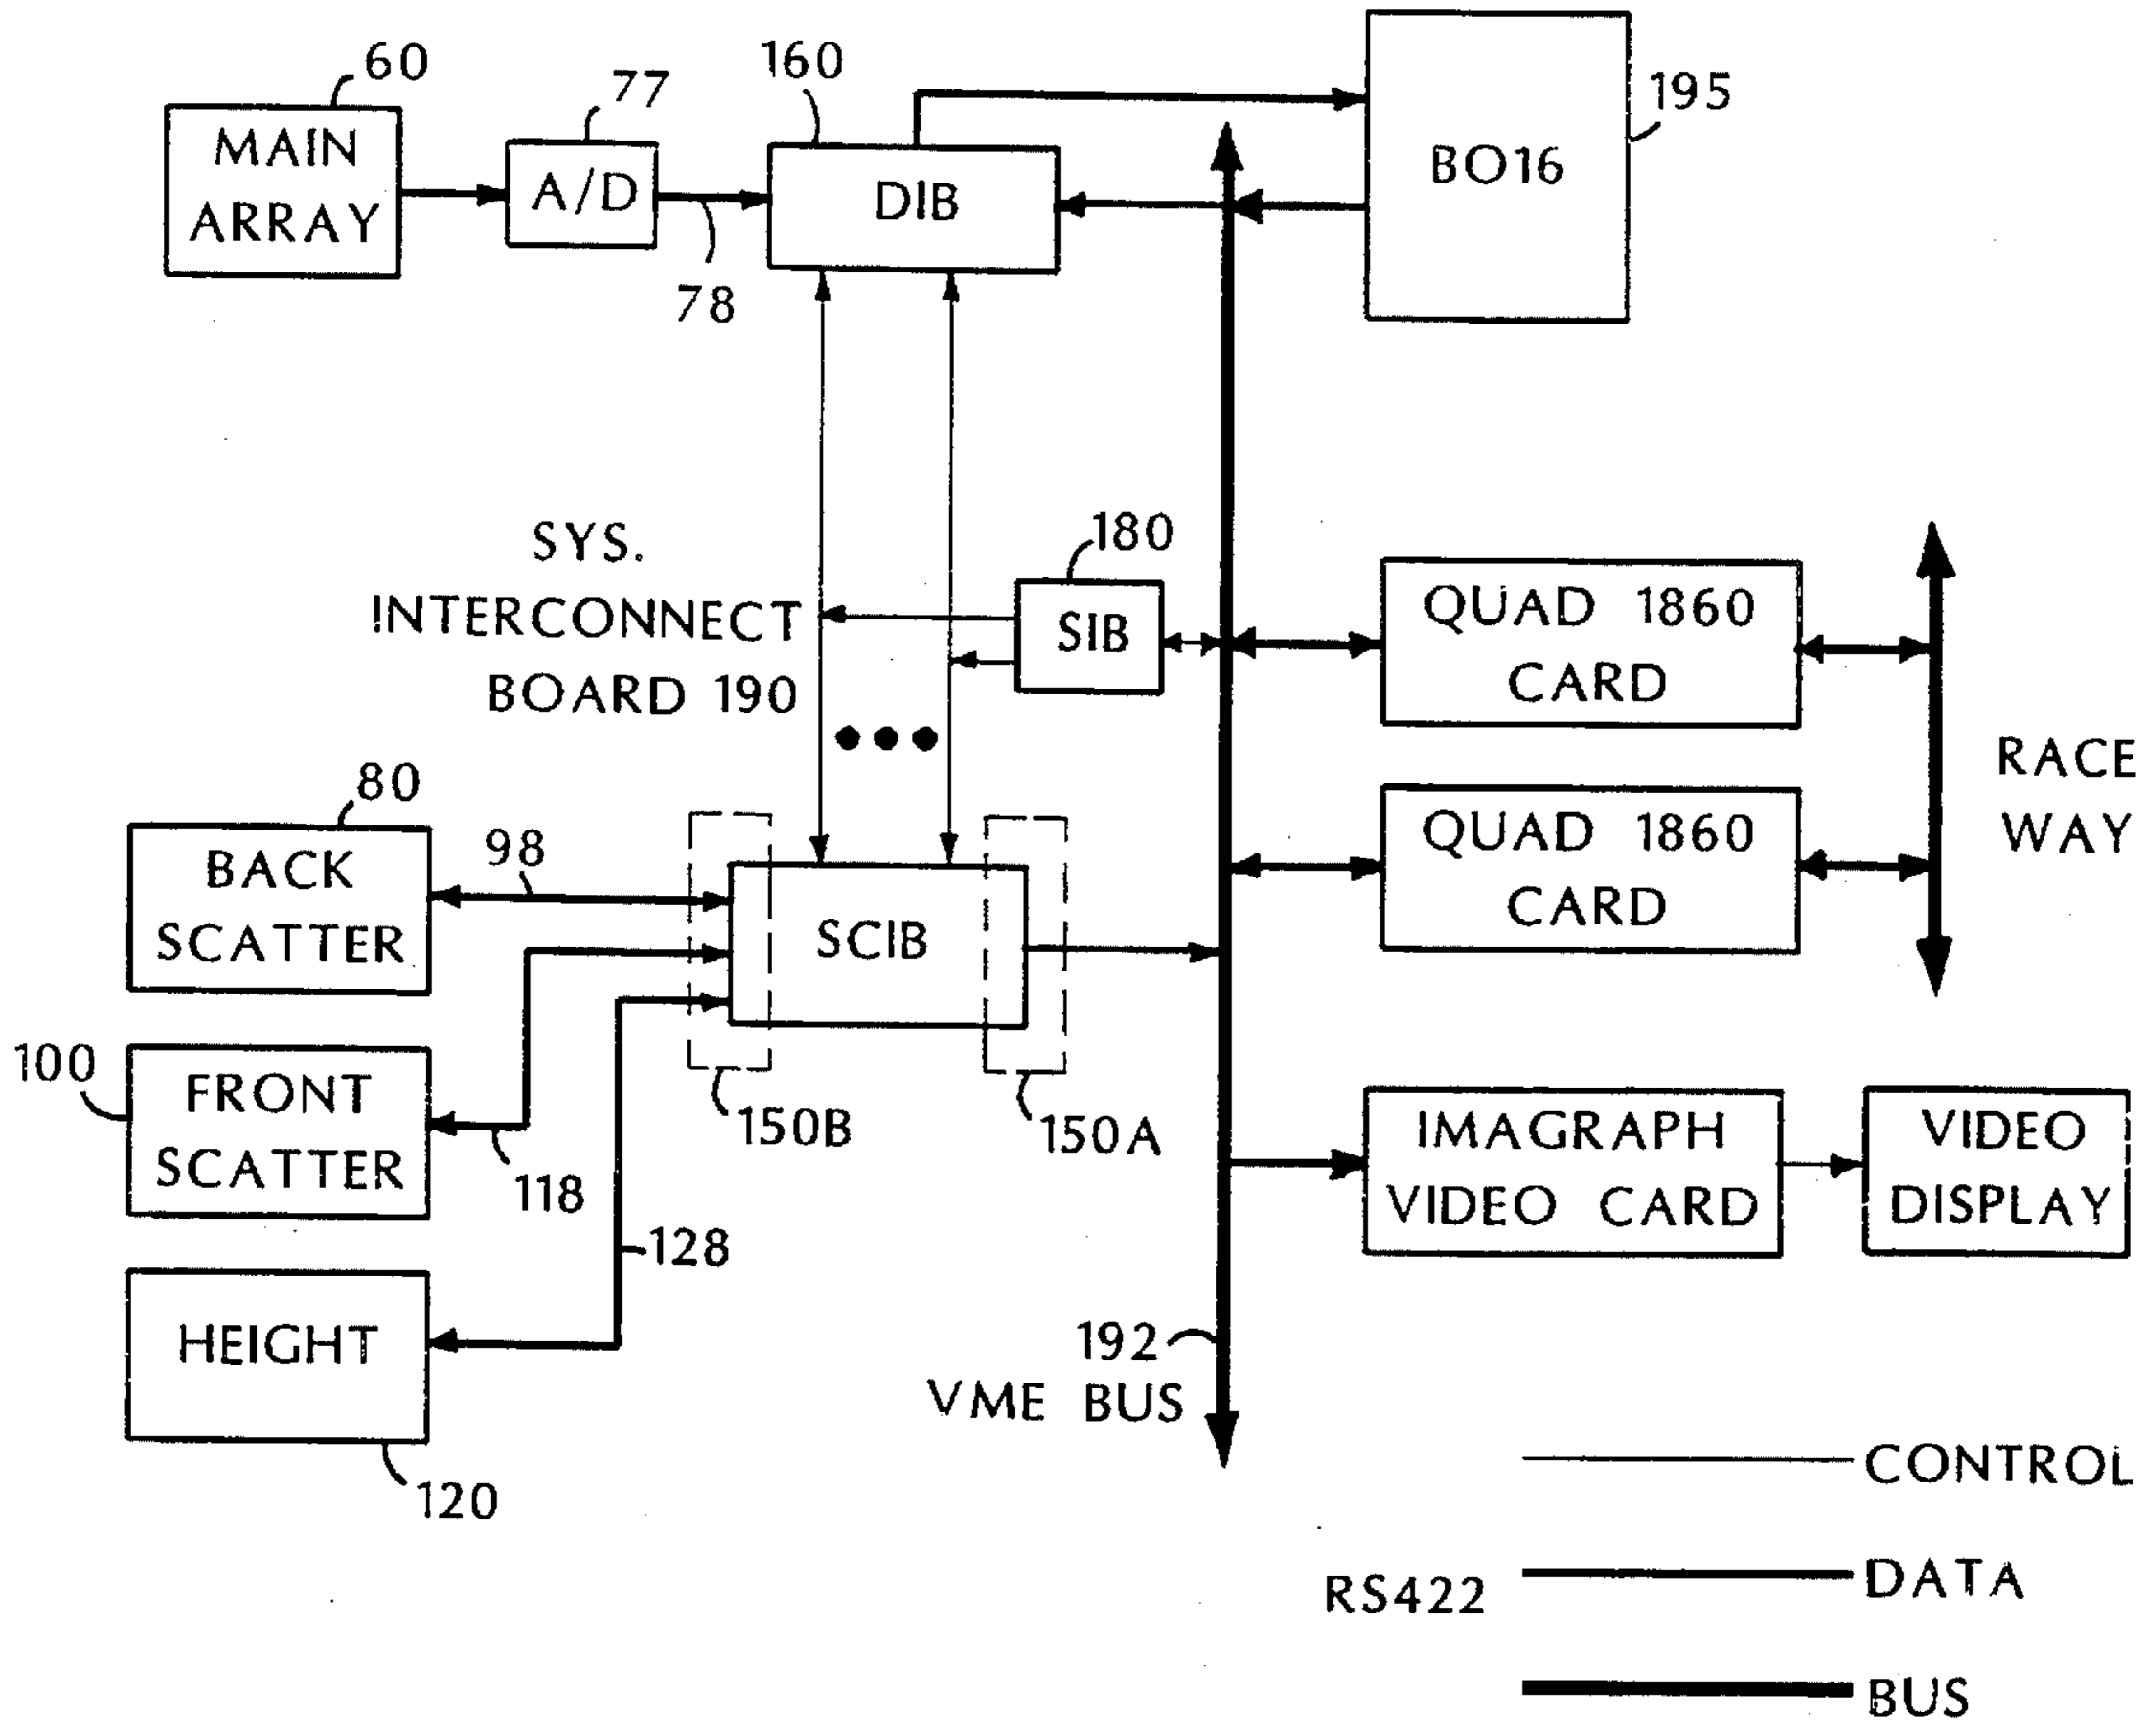 60
MAIN
ARRAY
77
A/D
78
160
DIB
BO16
195
SYS.
INTERCONNECT
BOARD 190
180
SIB
QUAD 1860
CARD
QUAD 1860
CARD
RACE
WAY
80
BACK
SCATTER
98
SCIB
150B
150A
100
FRONT
SCATTER
118
128
HEIGHT
120
IMAGRAPH
VIDEO CARD
VIDEO
DISPLAY
192
VME BUS
CONTROL
RS422
DATA
BUS